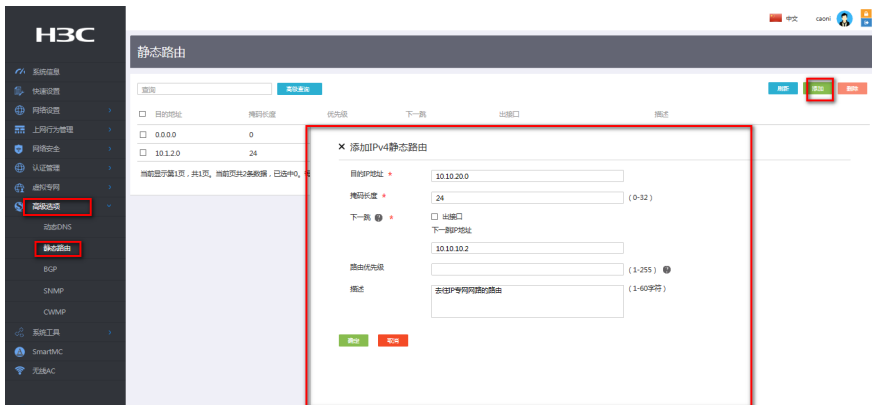 中文 caoni
H3C
静态路由
系统信息
快速设置
网络设置
上网行为管理
网络安全
认证管理
虚拟专网
高级选项
动态DNS
静态路由
BGP
SNMP
CWMP
系统工具
SmartMC
无线AC
查询 高级查询 刷新 添加 删除
目的地址 掩码长度 优先级 下一跳 出接口 描述
0.0.0.0 0
10.1.2.0 24
当前显示第1页，共1页。当前页共2条数据，已选中0。
× 添加IPv4静态路由
目的IP地址 * 10.10.20.0
掩码长度 * 24 (0-32)
下一跳 ? * 出接口
下一跳IP地址
10.10.10.2
路由优先级 (1-255) ?
描述 去往IP专网网路的路由 (1-60字符)
确定 取消